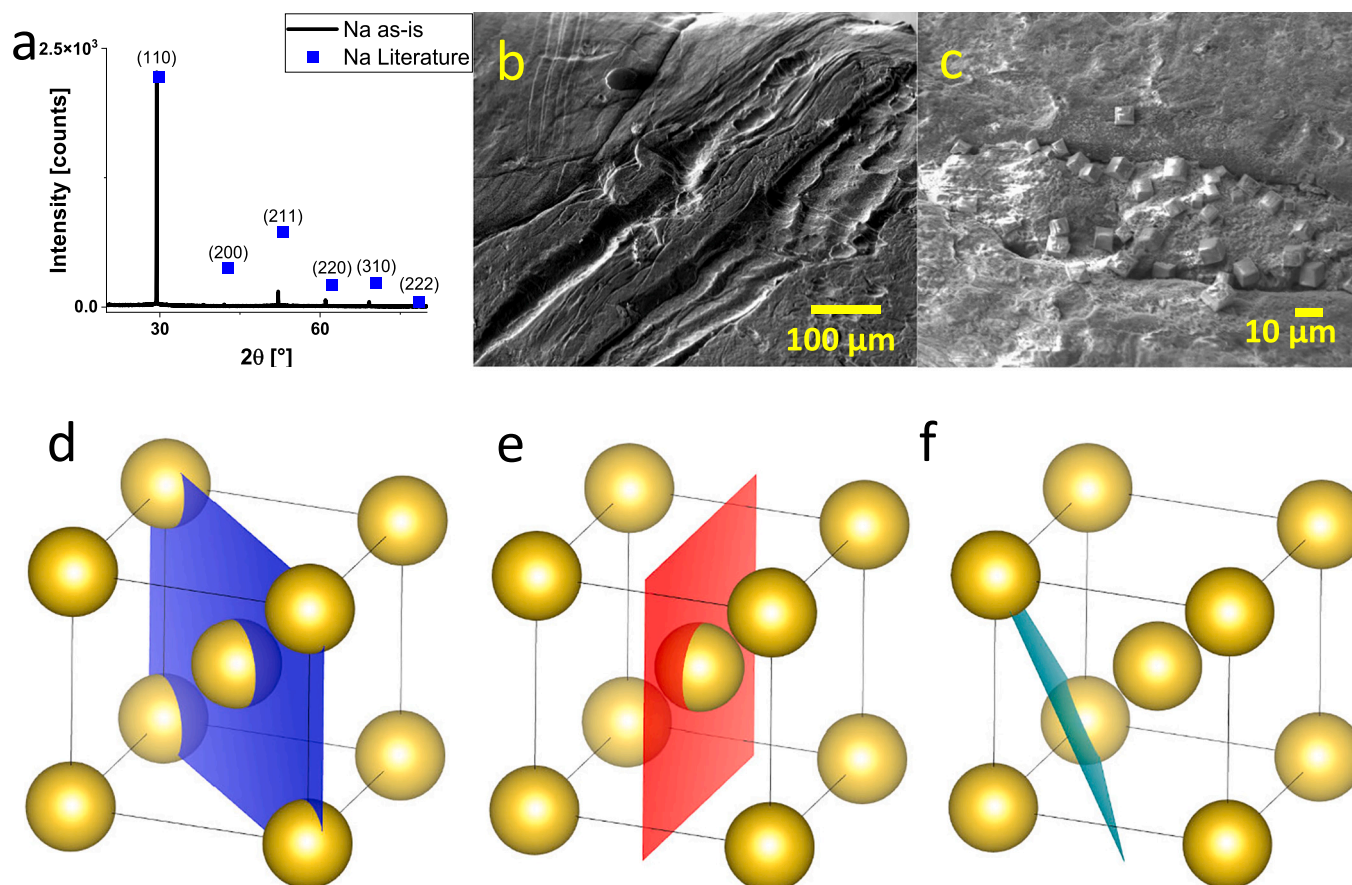 a
Na as-is
Na Literature
2.5×10³
(110)
(211)
(200)
(220)
(310)
(222)
Intensity [counts]
0.0
30
60
2θ [°]
b
100 μm
c
10 μm
d
e
f